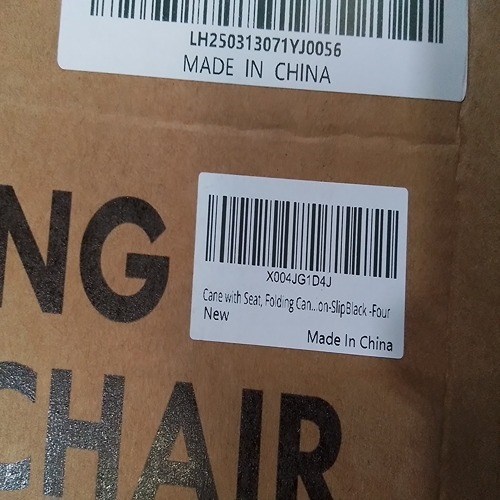 LH250313071YJ0056
MADE IN CHINA
NG
X004JG1D4J
Cane with Seat, Folding Can...on-SlipBlack -Four
New
Made In China
CHAIR